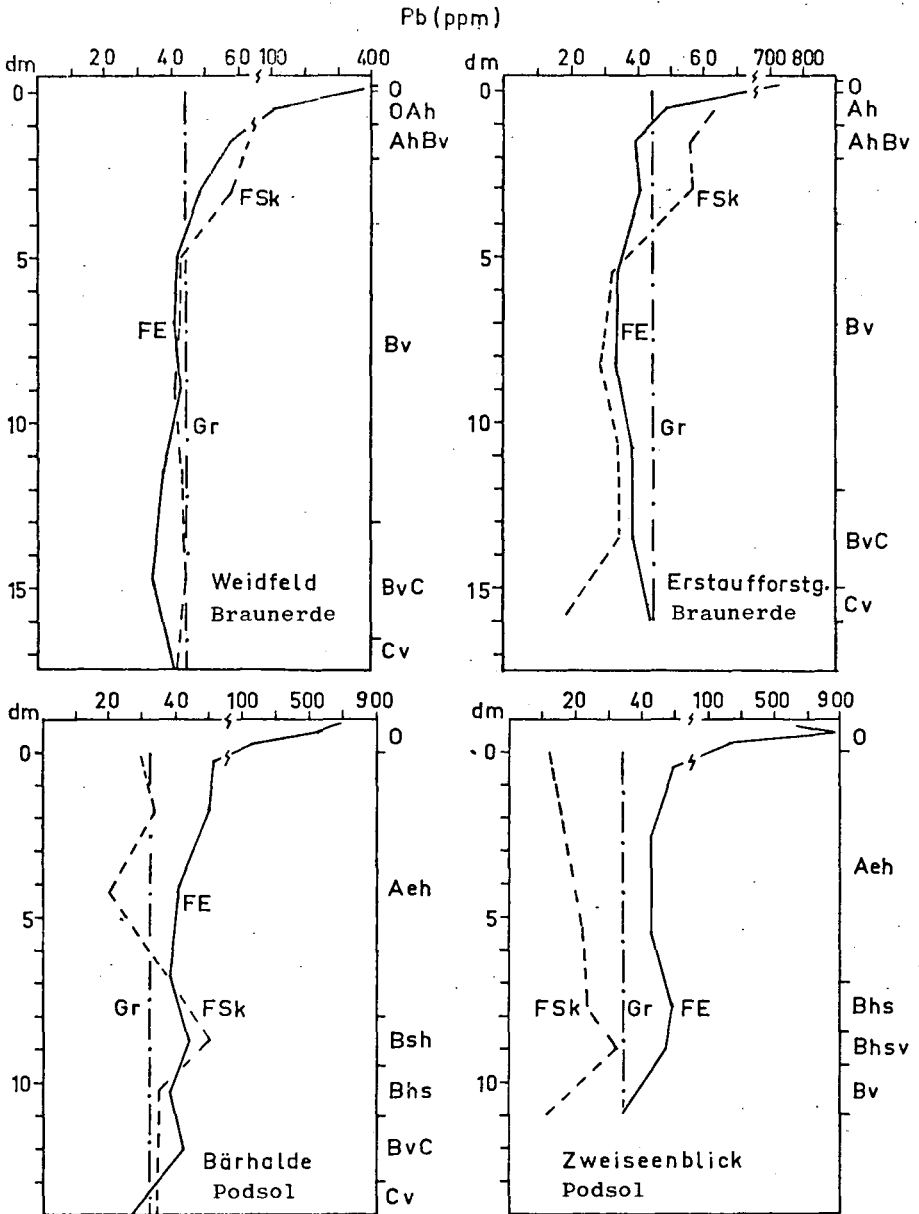 Pb (ppm)
dm 20 40 60 100 400
0
5
10
15
O
OAh
AhBv
Bv
BvC
Cv
FSk
FE
Gr
Weidfeld
Braunerde
dm 20 40 60 700 800
0
5
10
15
O
Ah
AhBv
Bv
BvC
Cv
FSk
FE
Gr
Erstaufforstg.
Braunerde
dm 20 40 100 500 900
0
5
10
O
Aeh
Bsh
Bhs
BvC
Cv
FE
Gr
FSk
Bärhalde
Podsol
dm 20 40 100 500 900
0
5
10
O
Aeh
Bhs
Bhsv
Bv
FSk
Gr
FE
Zweiseenblick
Podsol